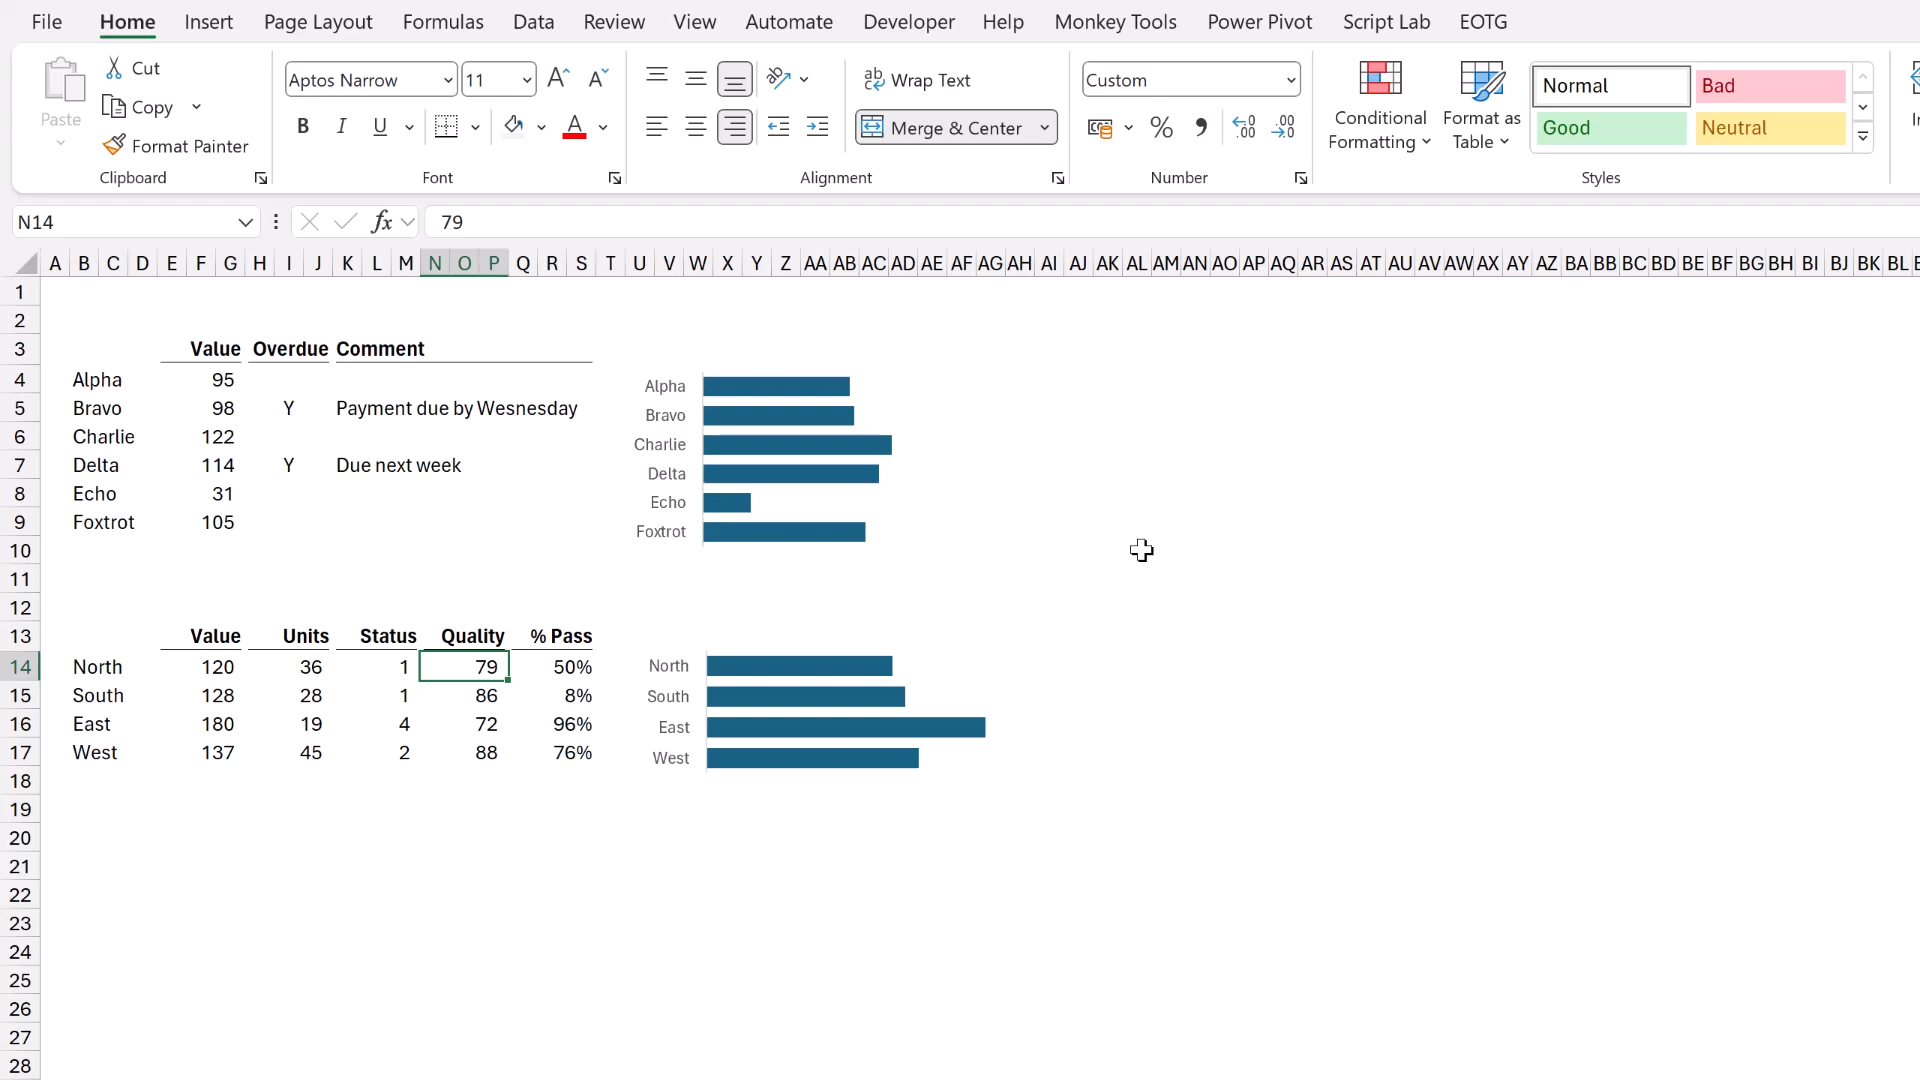 File Home Insert Page Layout Formulas Data Review View Automate Developer Help Monkey Tools Power Pivot Script Lab EOTG
Paste
Cut
Copy
Format Painter
Clipboard
Aptos Narrow 11
B I U A
Font
ab Wrap Text
Merge & Center
Alignment
Custom
% 9 .00 .00
Number
Conditional Formatting
Format as Table
Normal Bad
Good Neutral
Styles
N14 fx 79
A B C D E F G H I J K L M N O P Q R S T U V W X Y Z AA AB AC AD AE AF AG AH AI AJ AK AL AM AN AO AP AQ AR AS AT AU AV AW AX AY AZ BA BB BC BD BE BF BG BH BI BJ BK BL
1
2
3 Value Overdue Comment
4 Alpha 95 Alpha
5 Bravo 98 Y Payment due by Wesnesday Bravo
6 Charlie 122 Charlie
7 Delta 114 Y Due next week Delta
8 Echo 31 Echo
9 Foxtrot 105 Foxtrot
10
11
12
13 Value Units Status Quality % Pass
14 North 120 36 1 79 50% North
15 South 128 28 1 86 8% South
16 East 180 19 4 72 96% East
17 West 137 45 2 88 76% West
18
19
20
21
22
23
24
25
26
27
28